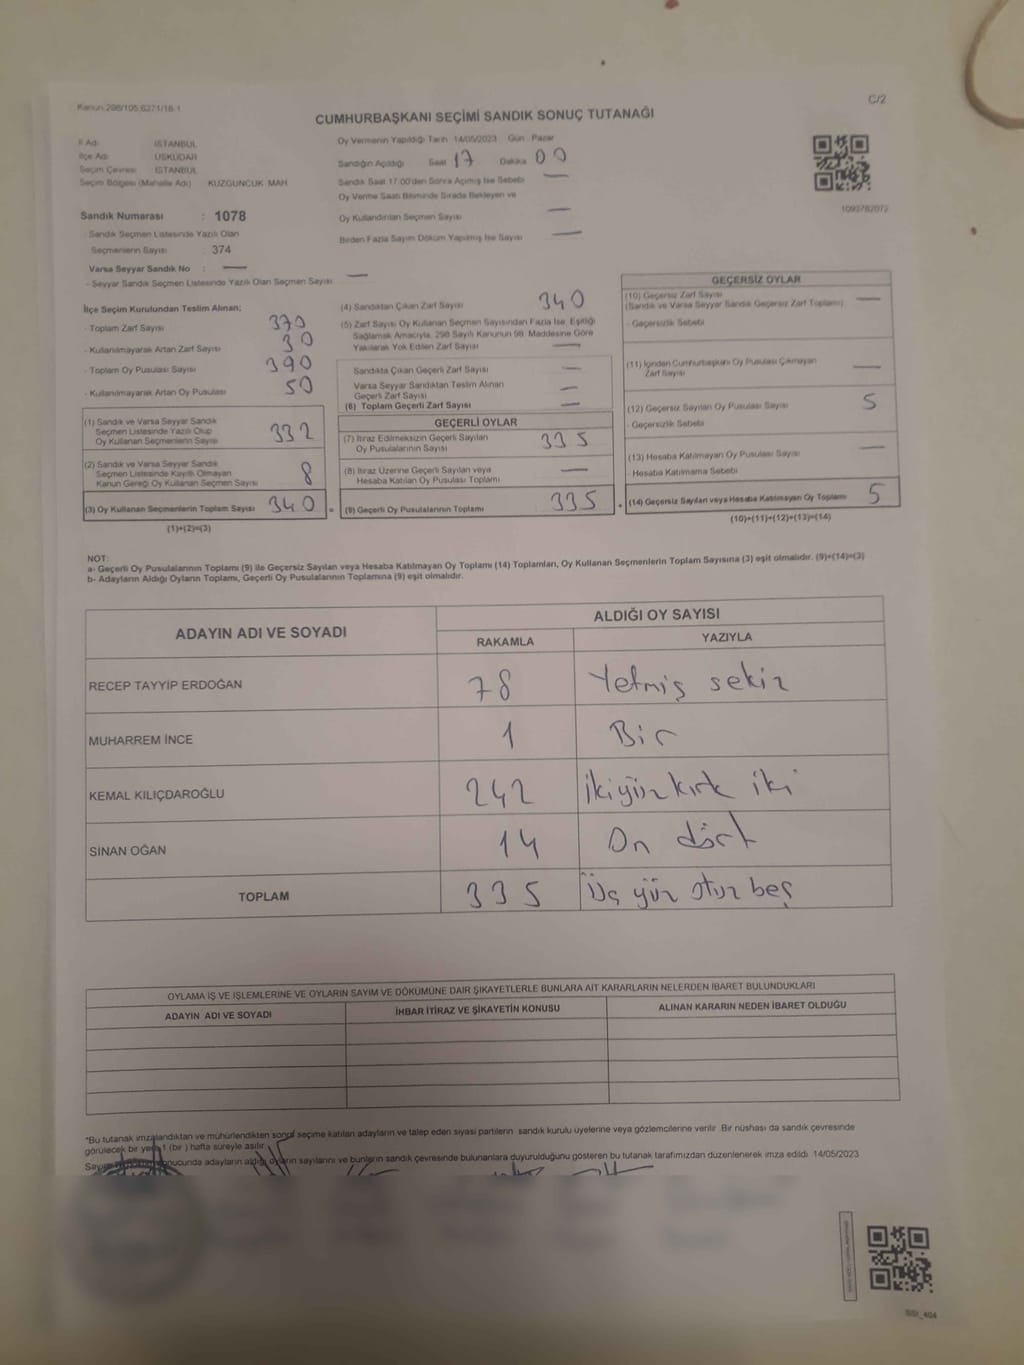 Kanun 298/105,6271/18-1
C/2
CUMHURBAŞKANI SEÇİMİ SANDIK SONUÇ TUTANAĞI
İl Adı İSTANBUL
İlçe Adı ÜSKÜDAR
Seçim Çevresi İSTANBUL
Seçim Bölgesi (Mahalle Adı) KUZGUNCUK MAH
Sandık Numarası : 1078
Sandık Seçmen Listesinde Yazılı Olan
Seçmenlerin Sayısı : 374
Varsa Seyyar Sandık No : —
- Seyyar Sandık Seçmen Listesinde Yazılı Olan Seçmen Sayısı —
Oy Vermenin Yapıldığı Tarih 14/05/2023 Gün Pazar
Sandığın Açıldığı Saat 17 Dakika 00
Sandık Saat 17:00'den Sonra Açılmış İse Sebebi —
Oy Verme Saati Bitiminde Sırada Bekleyen ve
Oy Kullandırılan Seçmen Sayısı —
Birden Fazla Sayım Döküm Yapılmış İse Sayısı —
1093782072
İlçe Seçim Kurulundan Teslim Alınan;
- Toplam Zarf Sayısı 370
- Kullanılmayarak Artan Zarf Sayısı 30
- Toplam Oy Pusulası Sayısı 390
- Kullanılmayarak Artan Oy Pusulası 50
(1) Sandık ve Varsa Seyyar Sandık
Seçmen Listesinde Yazılı Olup
Oy Kullanan Seçmenlerin Sayısı 332
(2) Sandık ve Varsa Seyyar Sandık
Seçmen Listesinde Kayıtlı Olmayan
Kanun Gereği Oy Kullanan Seçmen Sayısı 8
(3) Oy Kullanan Seçmenlerin Toplam Sayısı 340 =
(1)+(2)=(3)
(4) Sandıktan Çıkan Zarf Sayısı 340
(5) Zarf Sayısı Oy Kullanan Seçmen Sayısından Fazla İse, Eşitliği
Sağlamak Amacıyla, 298 Sayılı Kanunun 98. Maddesine Göre
Yakılarak Yok Edilen Zarf Sayısı —
Sandıkta Çıkan Geçerli Zarf Sayısı —
Varsa Seyyar Sandıktan Teslim Alınan
Geçerli Zarf Sayısı —
(6) Toplam Geçerli Zarf Sayısı —
GEÇERLİ OYLAR
(7) İtiraz Edilmeksizin Geçerli Sayılan
Oy Pusulalarının Sayısı 335
(8) İtiraz Üzerine Geçerli Sayılan veya
Hesaba Katılan Oy Pusulası Toplamı —
(9) Geçerli Oy Pusulalarının Toplamı 335 +
GEÇERSİZ OYLAR
(10) Geçersiz Zarf Sayısı —
(Sandık ve Varsa Seyyar Sandık Geçersiz Zarf Toplamı)
- Geçersizlik Sebebi
(11) İçinden Cumhurbaşkanı Oy Pusulası Çıkmayan
Zarf Sayısı —
(12) Geçersiz Sayılan Oy Pusulası Sayısı 5
- Geçersizlik Sebebi
(13) Hesaba Katılmayan Oy Pusulası Sayısı —
- Hesaba Katılmama Sebebi
(14) Geçersiz Sayılan veya Hesaba Katılmayan Oy Toplamı 5
(10)+(11)+(12)+(13)=(14)
NOT:
a- Geçerli Oy Pusulalarının Toplamı (9) ile Geçersiz Sayılan veya Hesaba Katılmayan Oy Toplamı (14) Toplamları, Oy Kullanan Seçmenlerin Toplam Sayısına (3) eşit olmalıdır. (9)+(14)=(3)
b- Adayların Aldığı Oyların Toplamı, Geçerli Oy Pusulalarının Toplamına (9) eşit olmalıdır.
ADAYIN ADI VE SOYADI
ALDIĞI OY SAYISI
RAKAMLA YAZIYLA
RECEP TAYYİP ERDOĞAN 78 Yetmiş sekiz
MUHARREM İNCE 1 Bir
KEMAL KILIÇDAROĞLU 242 İkiyüz kırk iki
SİNAN OĞAN 14 On dört
TOPLAM 335 Üç yüz otuz beş
OYLAMA İŞ VE İŞLEMLERİNE VE OYLARIN SAYIM VE DÖKÜMÜNE DAİR ŞİKAYETLERLE BUNLARA AİT KARARLARIN NELERDEN İBARET BULUNDUKLARI
ADAYIN ADI VE SOYADI İHBAR İTİRAZ VE ŞİKAYETİN KONUSU ALINAN KARARIN NEDEN İBARET OLDUĞU
*Bu tutanak imzalandıktan ve mühürlendikten sonra seçime katılan adayların ve talep eden siyasi partilerin sandık kurulu üyelerine veya gözlemcilerine verilir .Bir nüshası da sandık çevresinde
görülecek bir yere 1 (bir) hafta süreyle asılır.
sonucunda adayların aldığı oyların sayılarını ve bunların sandık çevresinde bulunanlara duyurulduğunu gösteren bu tutanak tarafımızdan düzenlenerek imza edildi 14/05/2023